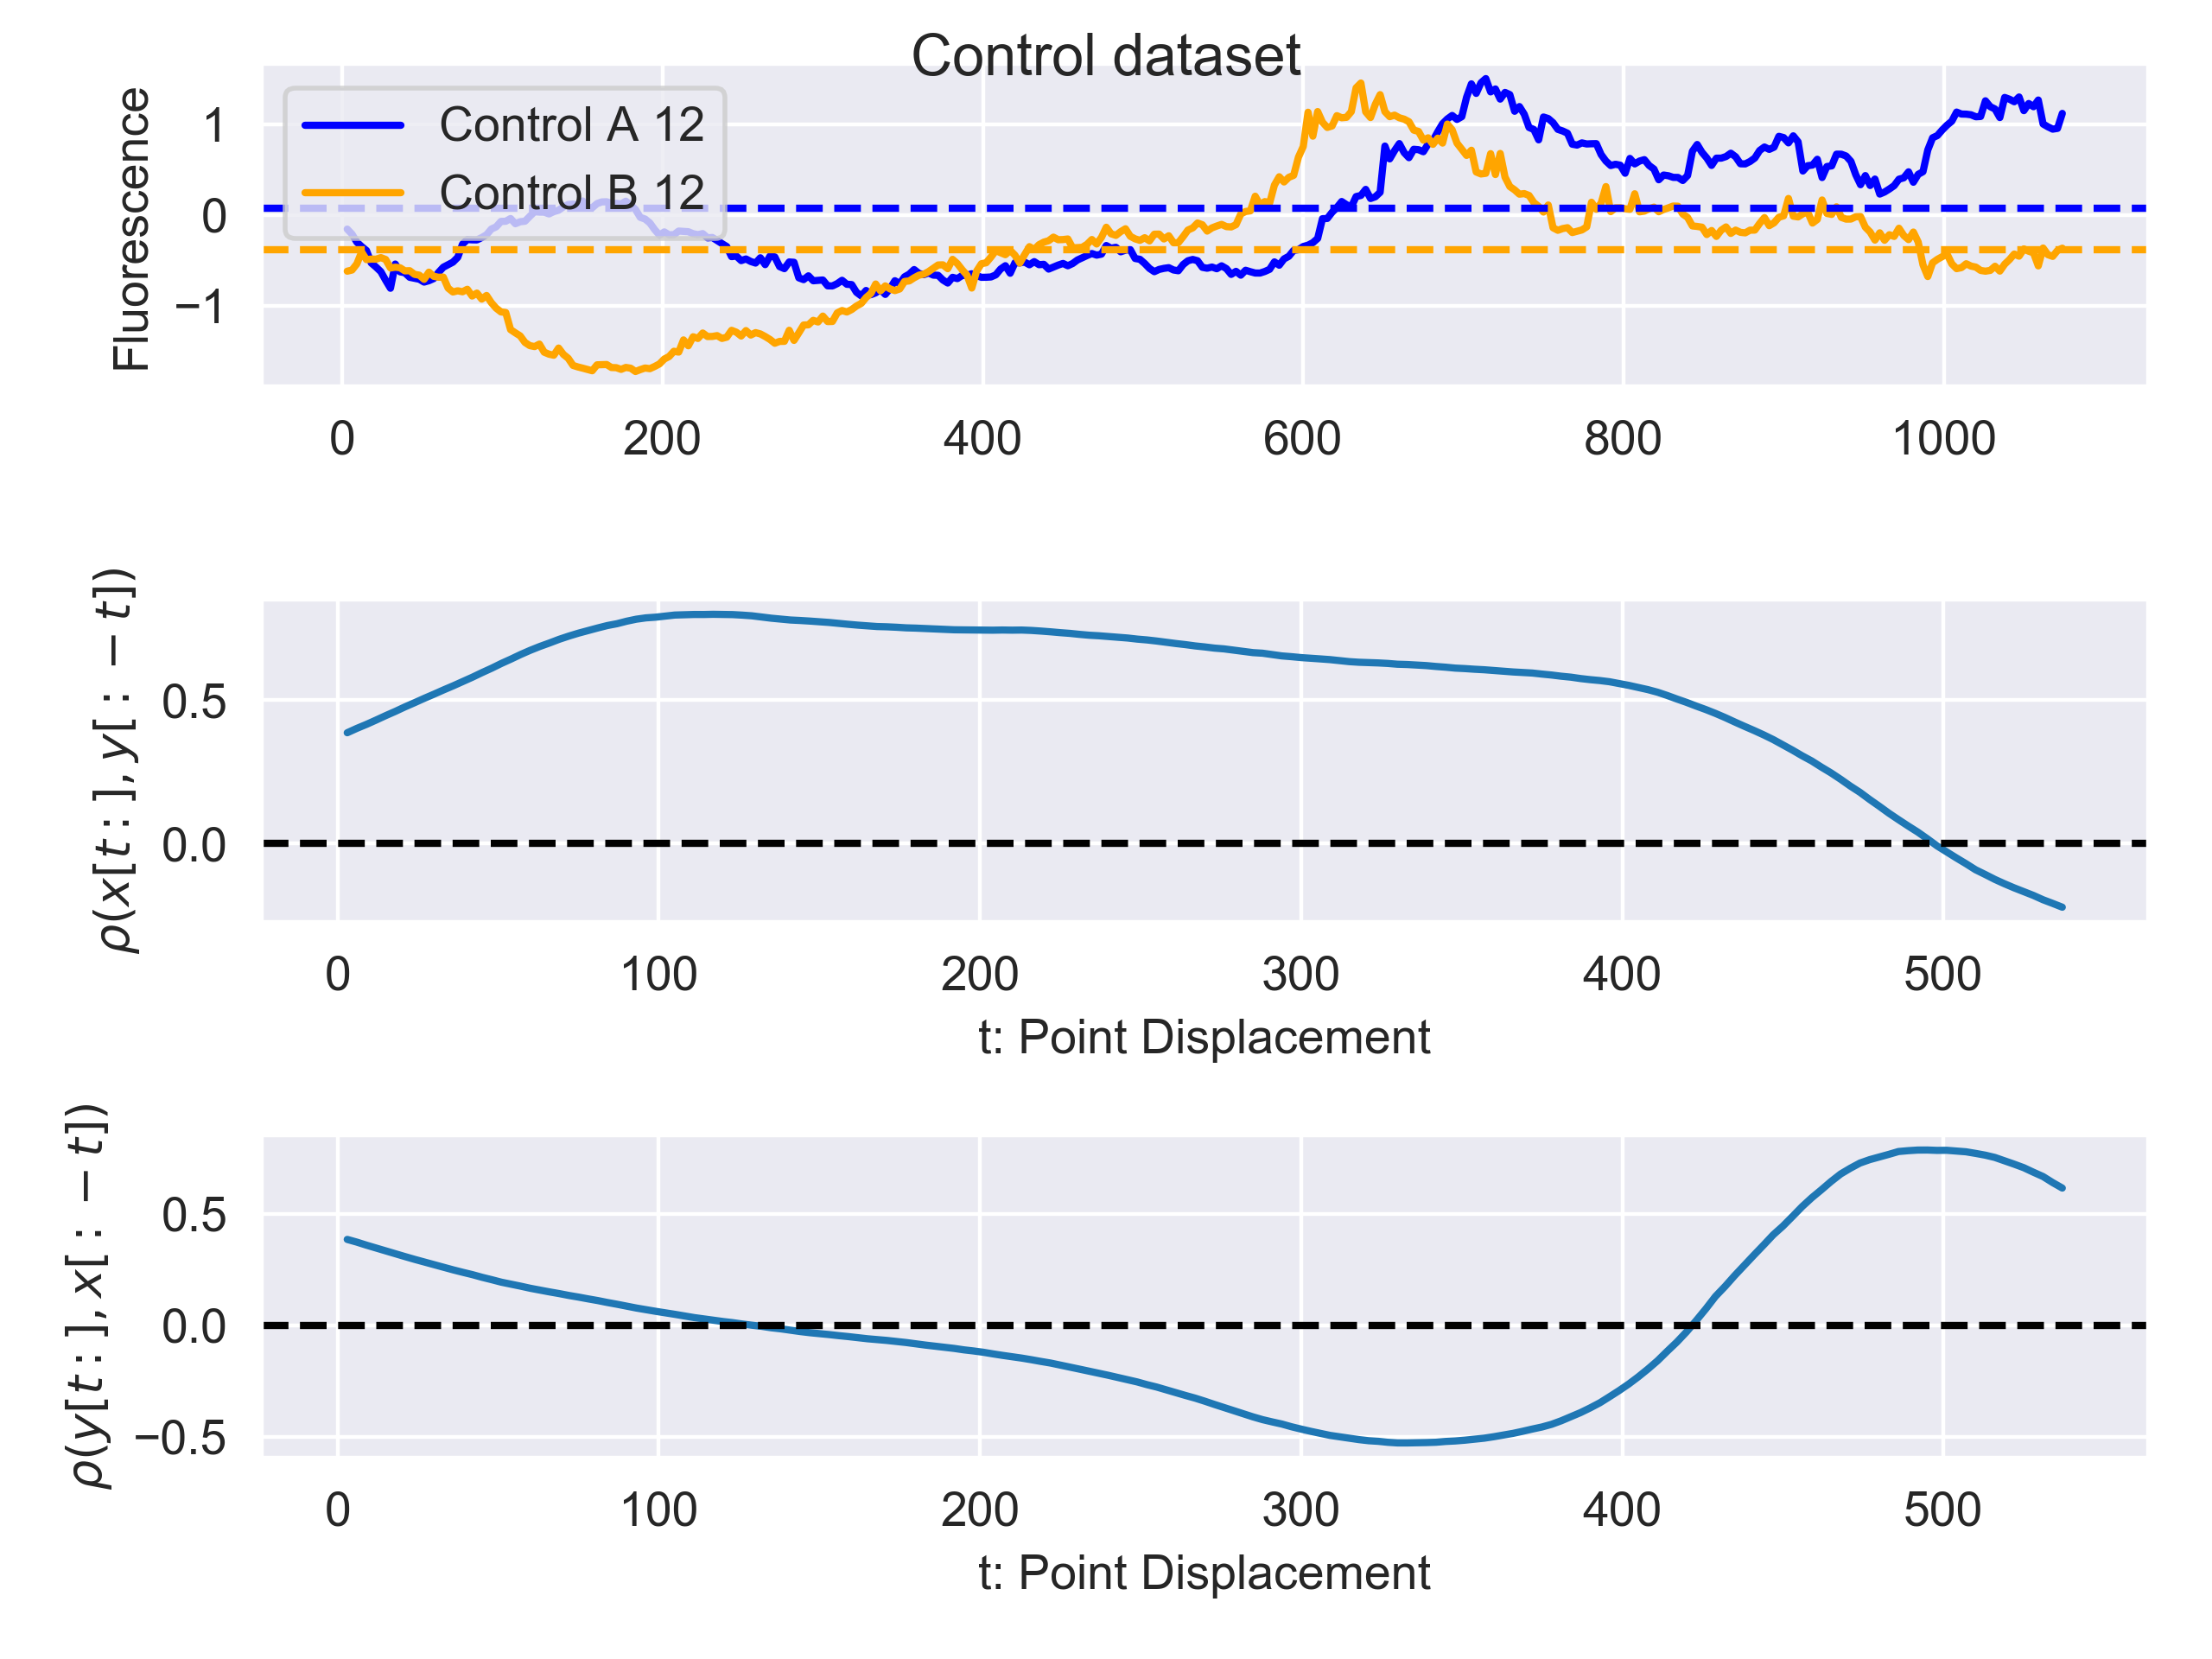 Control dataset
Fluorescence
1
0
−1
Control A 12
Control B 12
0 200 400 600 800 1000
ρ(x[t:], y[: −t])
0.5
0.0
0 100 200 300 400 500
t: Point Displacement
ρ(y[t:], x[: −t])
0.5
0.0
−0.5
0 100 200 300 400 500
t: Point Displacement